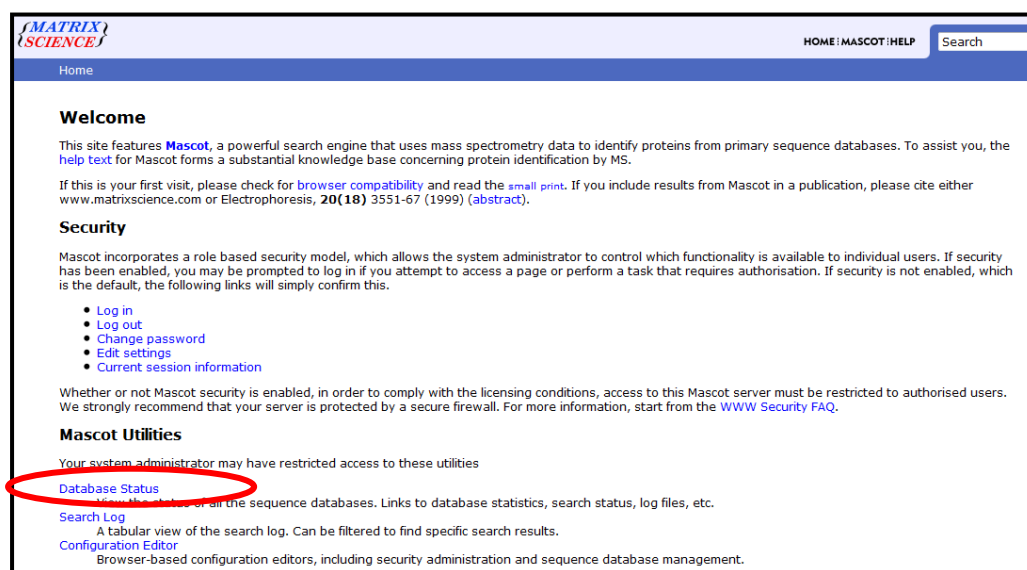 MATRIX
SCIENCE
HOME MASCOT HELP
Search
Home
Welcome
This site features Mascot, a powerful search engine that uses mass spectrometry data to identify proteins from primary sequence databases. To assist you, the
help text for Mascot forms a substantial knowledge base concerning protein identification by MS.
If this is your first visit, please check for browser compatibility and read the small print. If you include results from Mascot in a publication, please cite either
www.matrixscience.com or Electrophoresis, 20(18) 3551-67 (1999) (abstract).
Security
Mascot incorporates a role based security model, which allows the system administrator to control which functionality is available to individual users. If security
has been enabled, you may be prompted to log in if you attempt to access a page or perform a task that requires authorisation. If security is not enabled, which
is the default, the following links will simply confirm this.
• Log in
• Log out
• Change password
• Edit settings
• Current session information
Whether or not Mascot security is enabled, in order to comply with the licensing conditions, access to this Mascot server must be restricted to authorised users.
We strongly recommend that your server is protected by a secure firewall. For more information, start from the WWW Security FAQ.
Mascot Utilities
Your system administrator may have restricted access to these utilities
Database Status
View the status of all the sequence databases. Links to database statistics, search status, log files, etc.
Search Log
A tabular view of the search log. Can be filtered to find specific search results.
Configuration Editor
Browser-based configuration editors, including security administration and sequence database management.